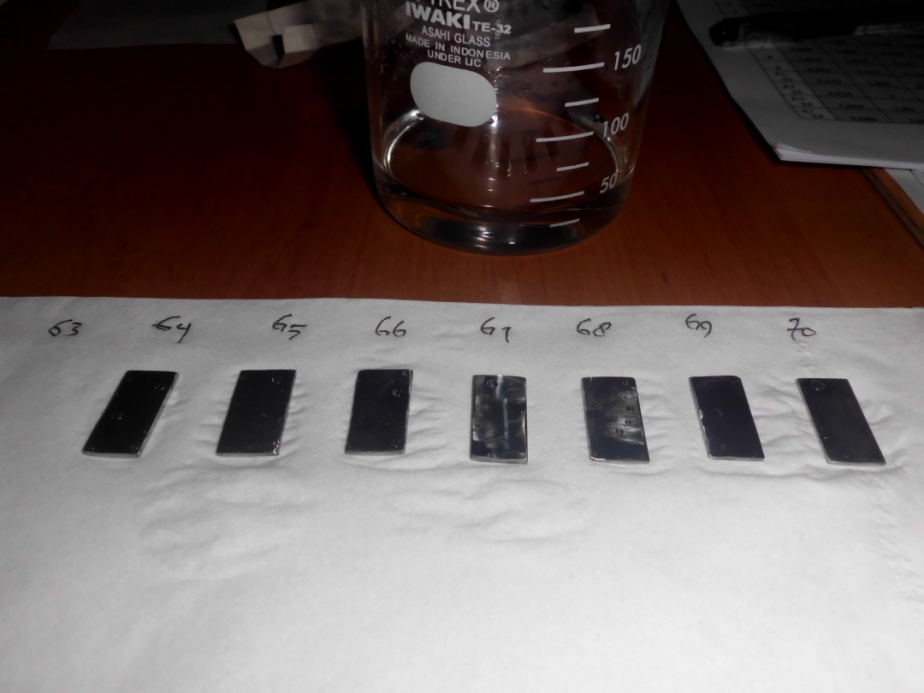 IWAKI TE-32
ASAHI GLASS
MADE IN INDONESIA
UNDER LIC
150
100
50
63 64 65 66 67 68 69 70